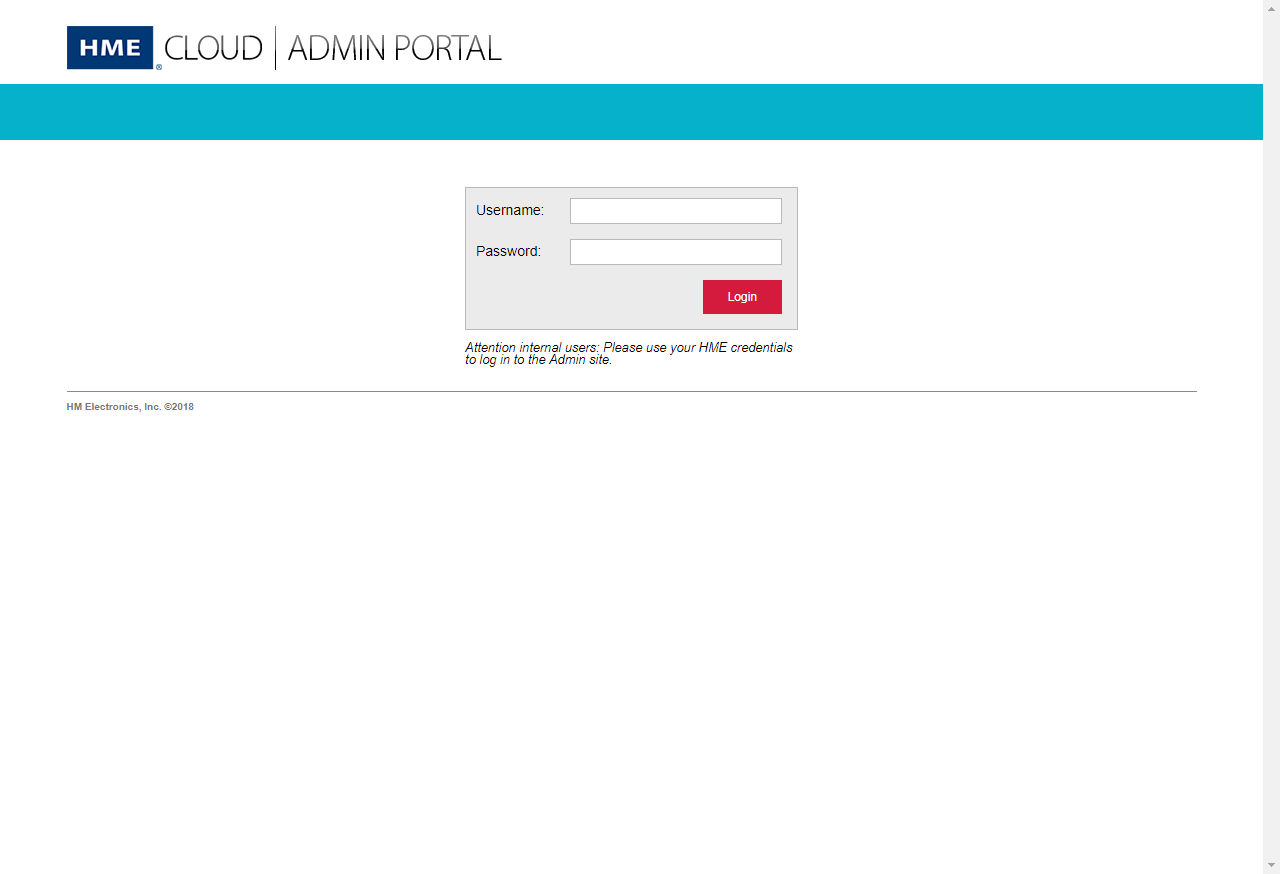 HME® CLOUD | ADMIN PORTAL
Username:
Password:
Login
Attention internal users: Please use your HME credentials
to log in to the Admin site.
HM Electronics, Inc. ©2018